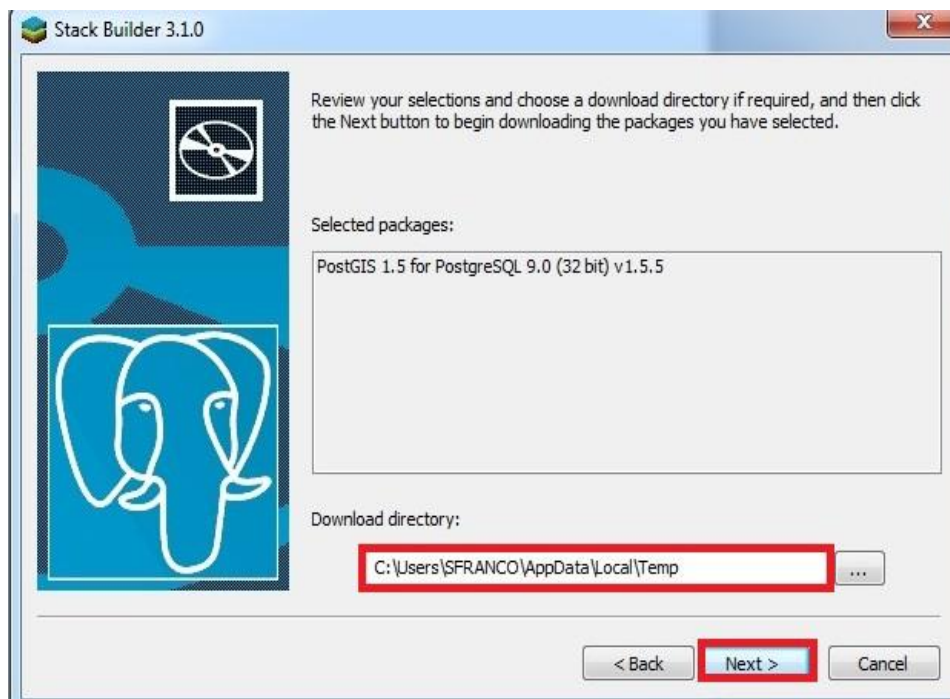 Stack Builder 3.1.0
Review your selections and choose a download directory if required, and then click
the Next button to begin downloading the packages you have selected.
Selected packages:
PostGIS 1.5 for PostgreSQL 9.0 (32 bit) v1.5.5
Download directory:
C:\Users\SFRANCO\AppData\Local\Temp
...
< Back
Next >
Cancel